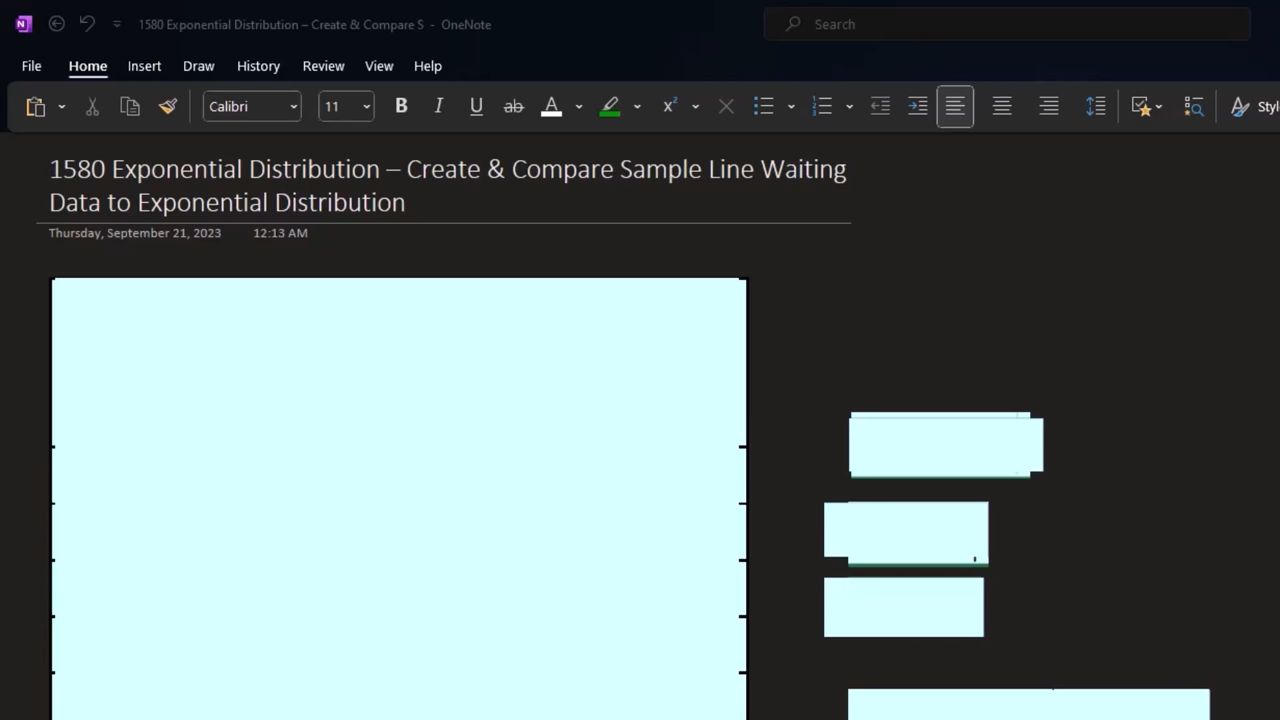 N 1580 Exponential Distribution – Create & Compare S - OneNote
Search
File Home Insert Draw History Review View Help
Calibri 11 B I U ab A x² Styl
1580 Exponential Distribution – Create & Compare Sample Line Waiting
Data to Exponential Distribution
Thursday, September 21, 2023 12:13 AM